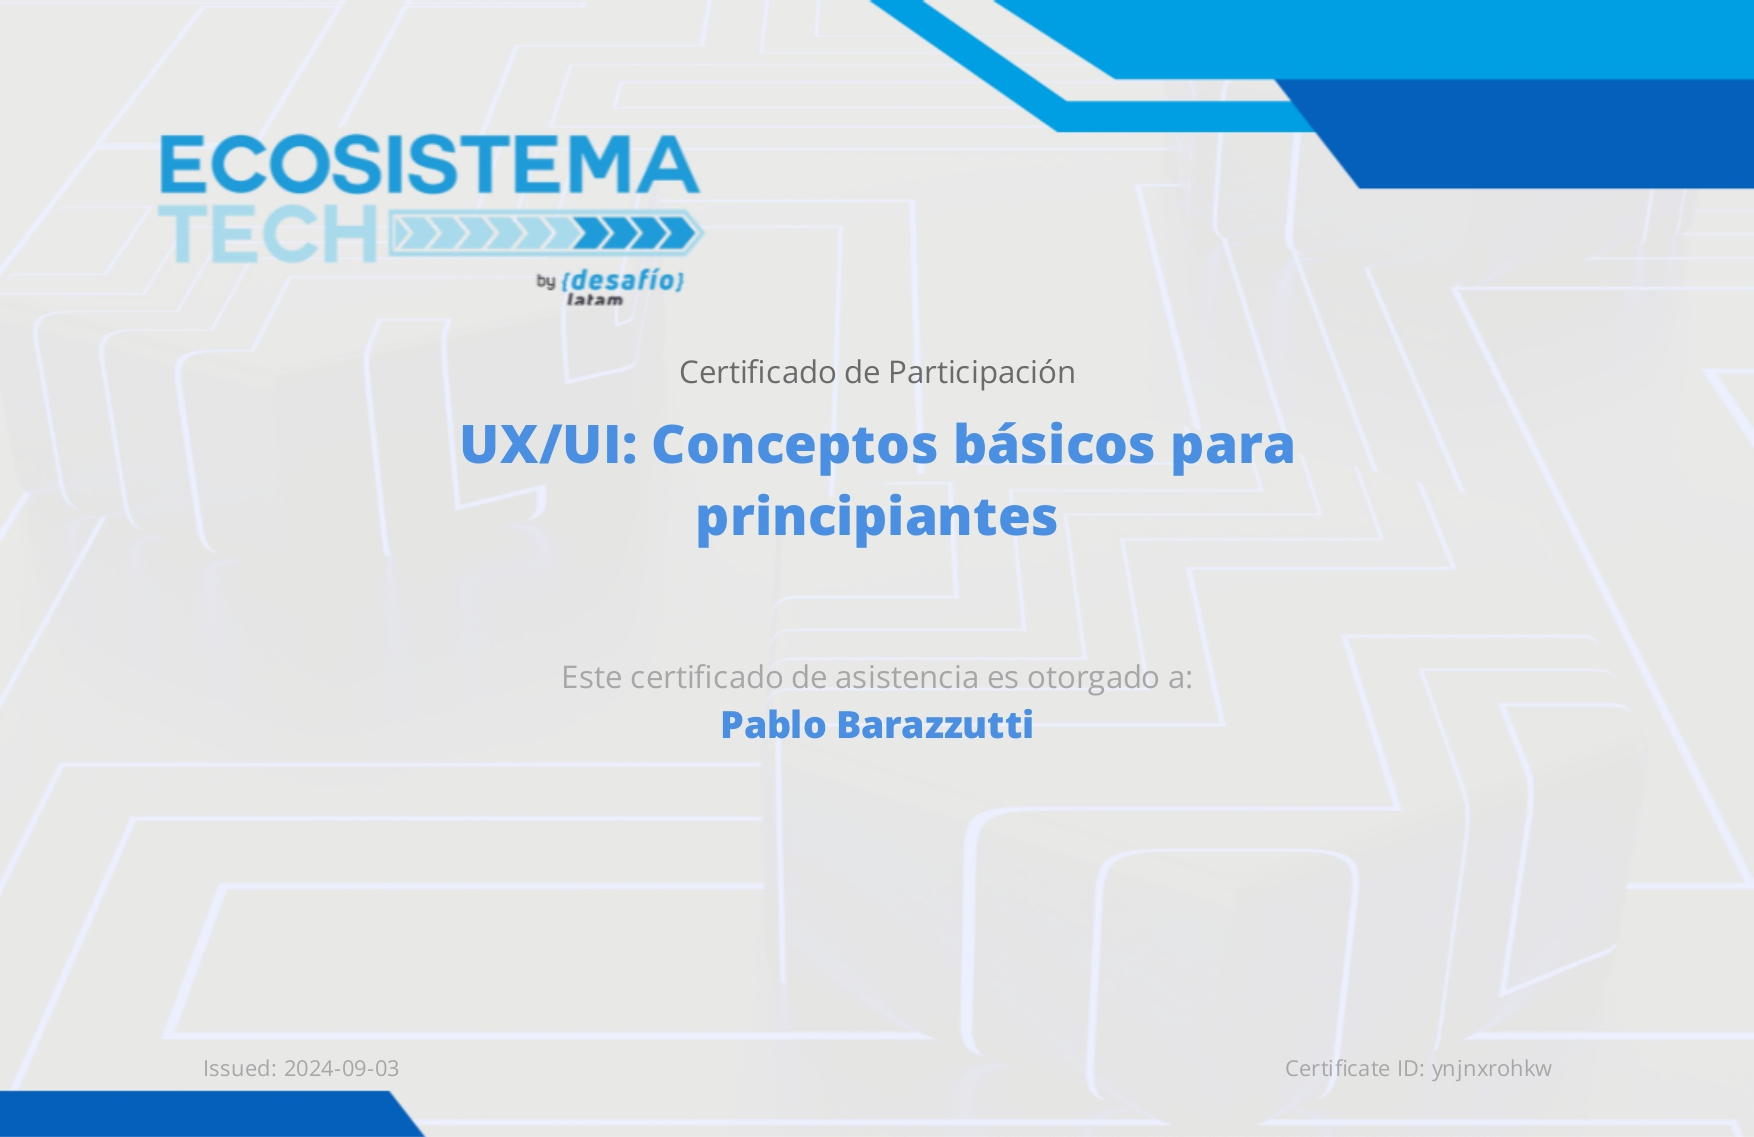 ECOSISTEMA
TECH
by {desafío}
latam
Certificado de Participación
UX/UI: Conceptos básicos para
principiantes
Este certificado de asistencia es otorgado a:
Pablo Barazzutti
Issued: 2024-09-03
Certificate ID: ynjnxrohkw